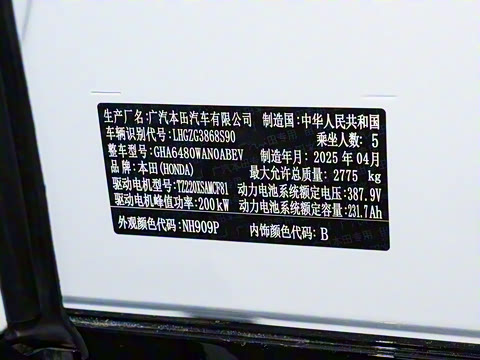 生产厂名:广汽本田汽车有限公司 制造国:中华人民共和国
车辆识别代号:LHGZG3868S90 乘坐人数: 5
整车型号:GHA6480WANOABEV 制造年月:2025年04月
品牌:本田(HONDA) 最大允许总质量: 2775 kg
驱动电机型号:TZ220XSAMCF81 动力电池系统额定电压:387.9V
驱动电机峰值功率:200kW 动力电池系统额定容量:231.7Ah
外观颜色代码:NH909P 内饰颜色代码: B